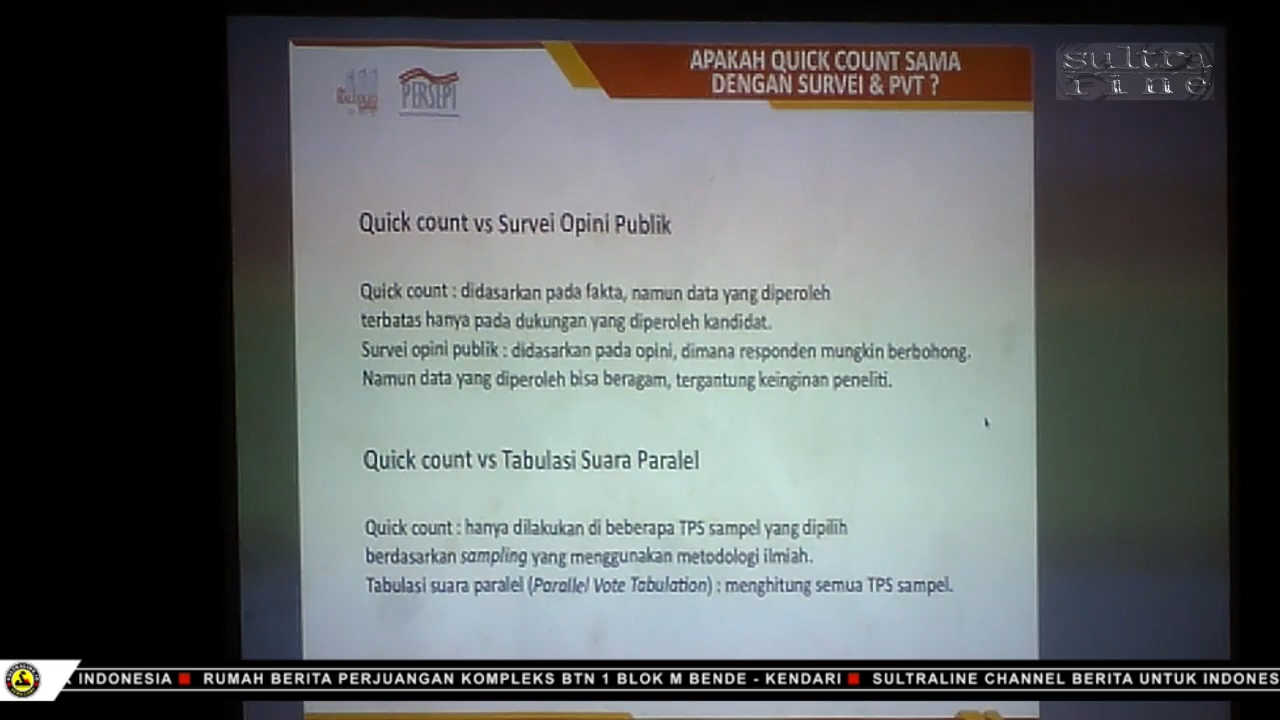 APAKAH QUICK COUNT SAMA
DENGAN SURVEI & PVT ?
sultra
line
PERSEPI
Quick count vs Survei Opini Publik
Quick count : didasarkan pada fakta, namun data yang diperoleh
terbatas hanya pada dukungan yang diperoleh kandidat.
Survei opini publik : didasarkan pada opini, dimana responden mungkin berbohong.
Namun data yang diperoleh bisa beragam, tergantung keinginan peneliti.
Quick count vs Tabulasi Suara Paralel
Quick count : hanya dilakukan di beberapa TPS sampel yang dipilih
berdasarkan sampling yang menggunakan metodologi ilmiah.
Tabulasi suara paralel (Parallel Vote Tabulation) : menghitung semua TPS sampel.
INDONESIA ■ RUMAH BERITA PERJUANGAN KOMPLEKS BTN 1 BLOK M BENDE - KENDARI ■ SULTRALINE CHANNEL BERITA UNTUK INDONES